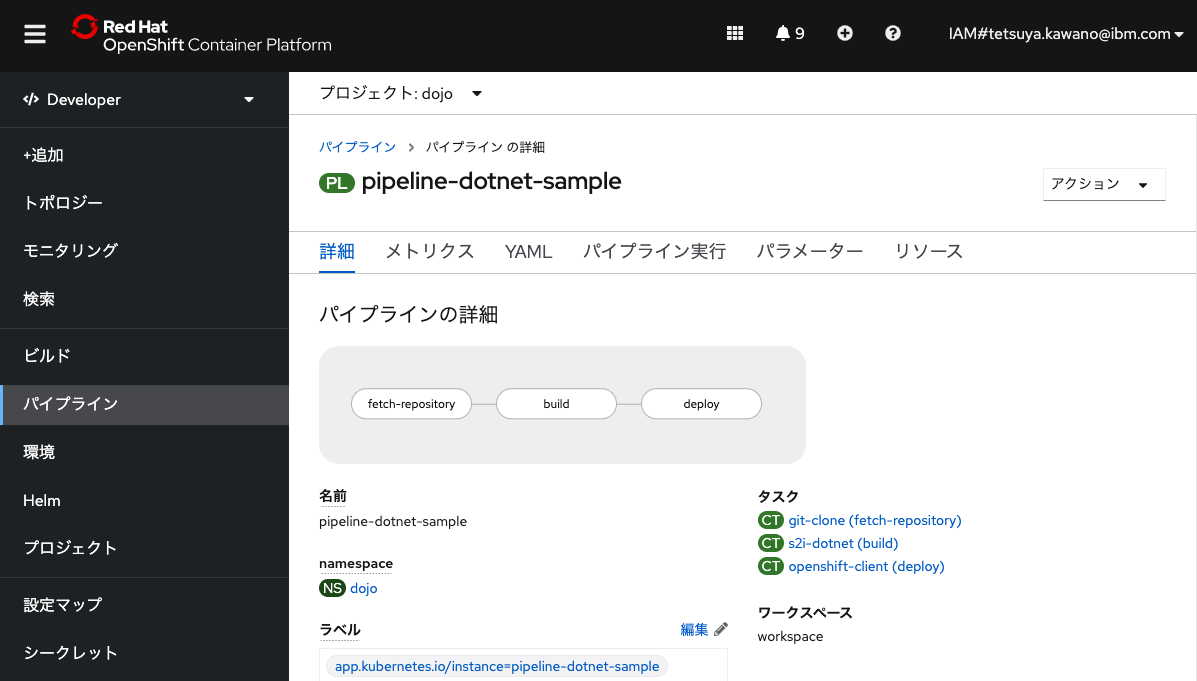 Red Hat
OpenShift Container Platform
9
IAM#tetsuya.kawano@ibm.com
Developer
+追加
トポロジー
モニタリング
検索
ビルド
パイプライン
環境
Helm
プロジェクト
設定マップ
シークレット
プロジェクト: dojo
パイプライン > パイプライン の詳細
PL pipeline-dotnet-sample
アクション
詳細 メトリクス YAML パイプライン実行 パラメーター リソース
パイプラインの詳細
fetch-repository build deploy
名前
pipeline-dotnet-sample
namespace
NS dojo
ラベル 編集
app.kubernetes.io/instance=pipeline-dotnet-sample
タスク
CT git-clone (fetch-repository)
CT s2i-dotnet (build)
CT openshift-client (deploy)
ワークスペース
workspace